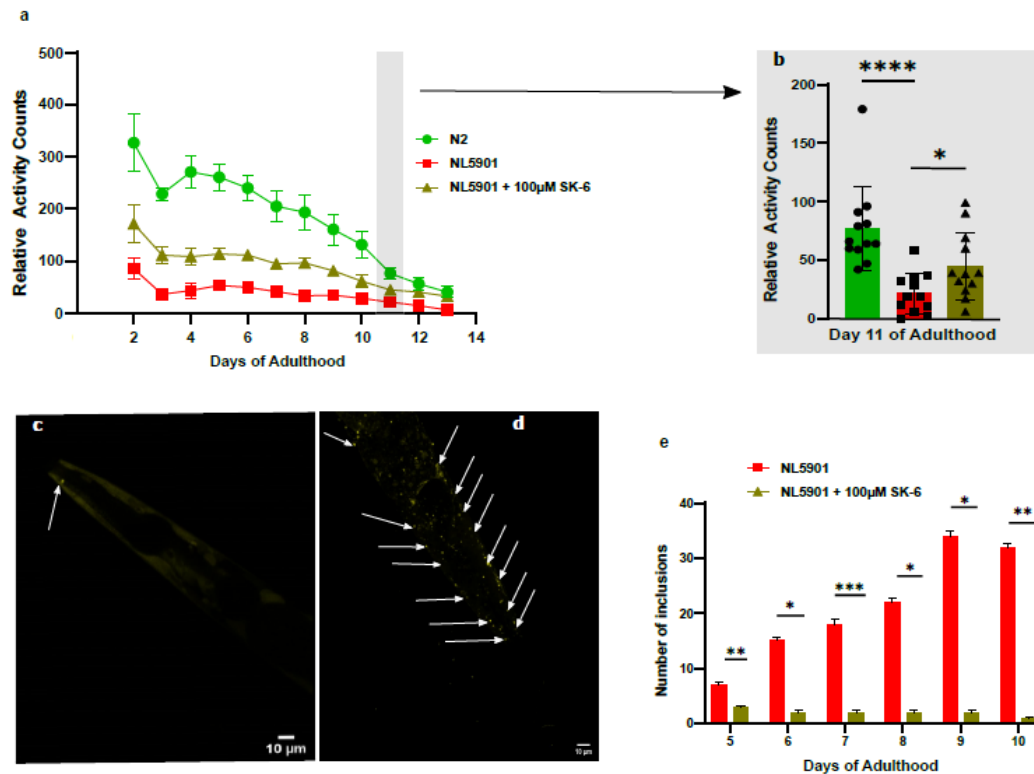 a
500
400
300
200
100
0
Relative Activity Counts
2
4
6
8
10
12
14
Days of Adulthood
N2
NL5901
NL5901 + 100µM SK-6
b
****
*
200
150
100
50
0
Relative Activity Counts
Day 11 of Adulthood
c
10 µm
d
10 µm
e
NL5901
NL5901 + 100µM SK-6
40
30
20
10
0
Number of inclusions
**
*
***
*
*
**
5
6
7
8
9
10
Days of Adulthood